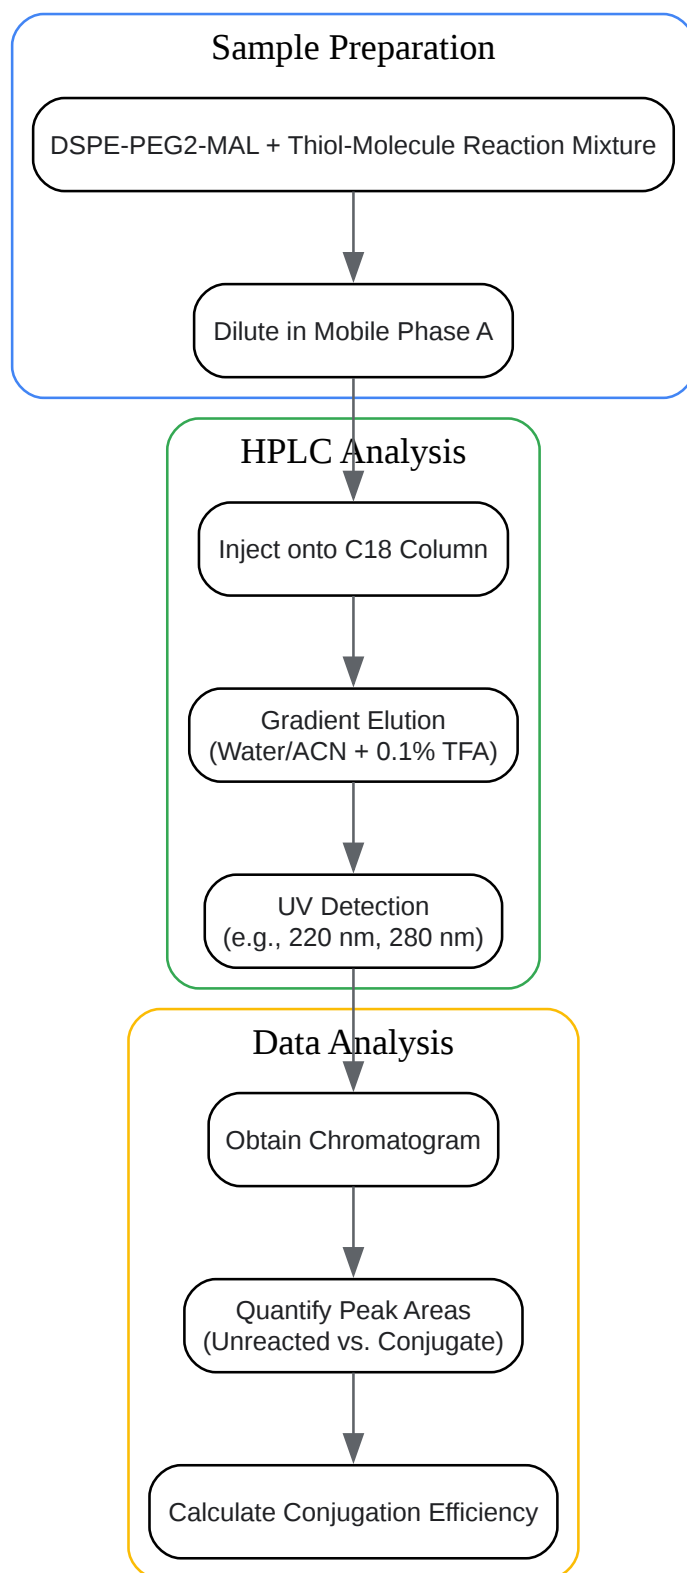 Sample Preparation
DSPE-PEG2-MAL + Thiol-Molecule Reaction Mixture
Dilute in Mobile Phase A
HPLC Analysis
Inject onto C18 Column
Gradient Elution
(Water/ACN + 0.1% TFA)
UV Detection
(e.g., 220 nm, 280 nm)
Data Analysis
Obtain Chromatogram
Quantify Peak Areas
(Unreacted vs. Conjugate)
Calculate Conjugation Efficiency